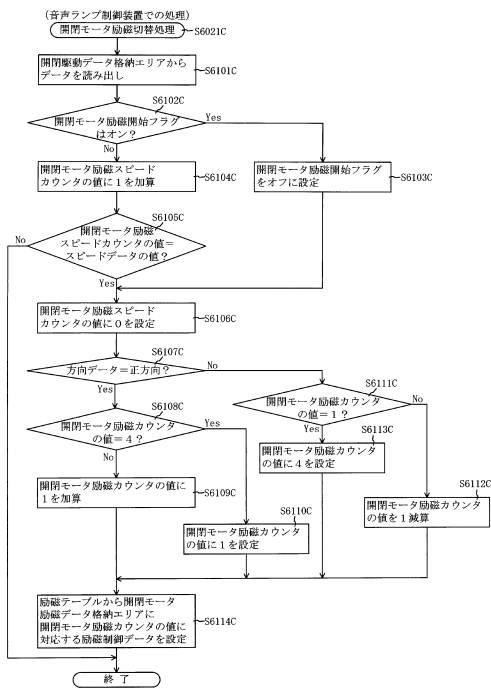 (音声ランプ制御装置での処理)
開閉モータ励磁切替処理
S6021C
開閉駆動データ格納エリアから
データを読み出し
S6101C
S6102C
開閉モータ励磁開始フラグ
はオン？
Yes
No
開閉モータ励磁スピード
カウンタの値に１を加算
S6104C
開閉モータ励磁開始フラグ
をオフに設定
S6103C
S6105C
開閉モータ励磁
スピードカウンタの値＝
スピードデータの値？
No
Yes
開閉モータ励磁スピード
カウンタの値に０を設定
S6106C
S6107C
方向データ＝正方向？
No
Yes
S6111C
開閉モータ励磁カウンタ
の値＝１？
No
Yes
S6108C
開閉モータ励磁カウンタ
の値＝４？
Yes
No
S6113C
開閉モータ励磁カウンタ
の値に４を設定
開閉モータ励磁カウンタの値に
１を加算
S6109C
S6112C
開閉モータ励磁カウンタ
の値を１減算
S6110C
開閉モータ励磁カウンタ
の値に１を設定
励磁テーブルから開閉モータ
励磁データ格納エリアに
開閉モータ励磁カウンタの値に
対応する励磁制御データを設定
S6114C
終了